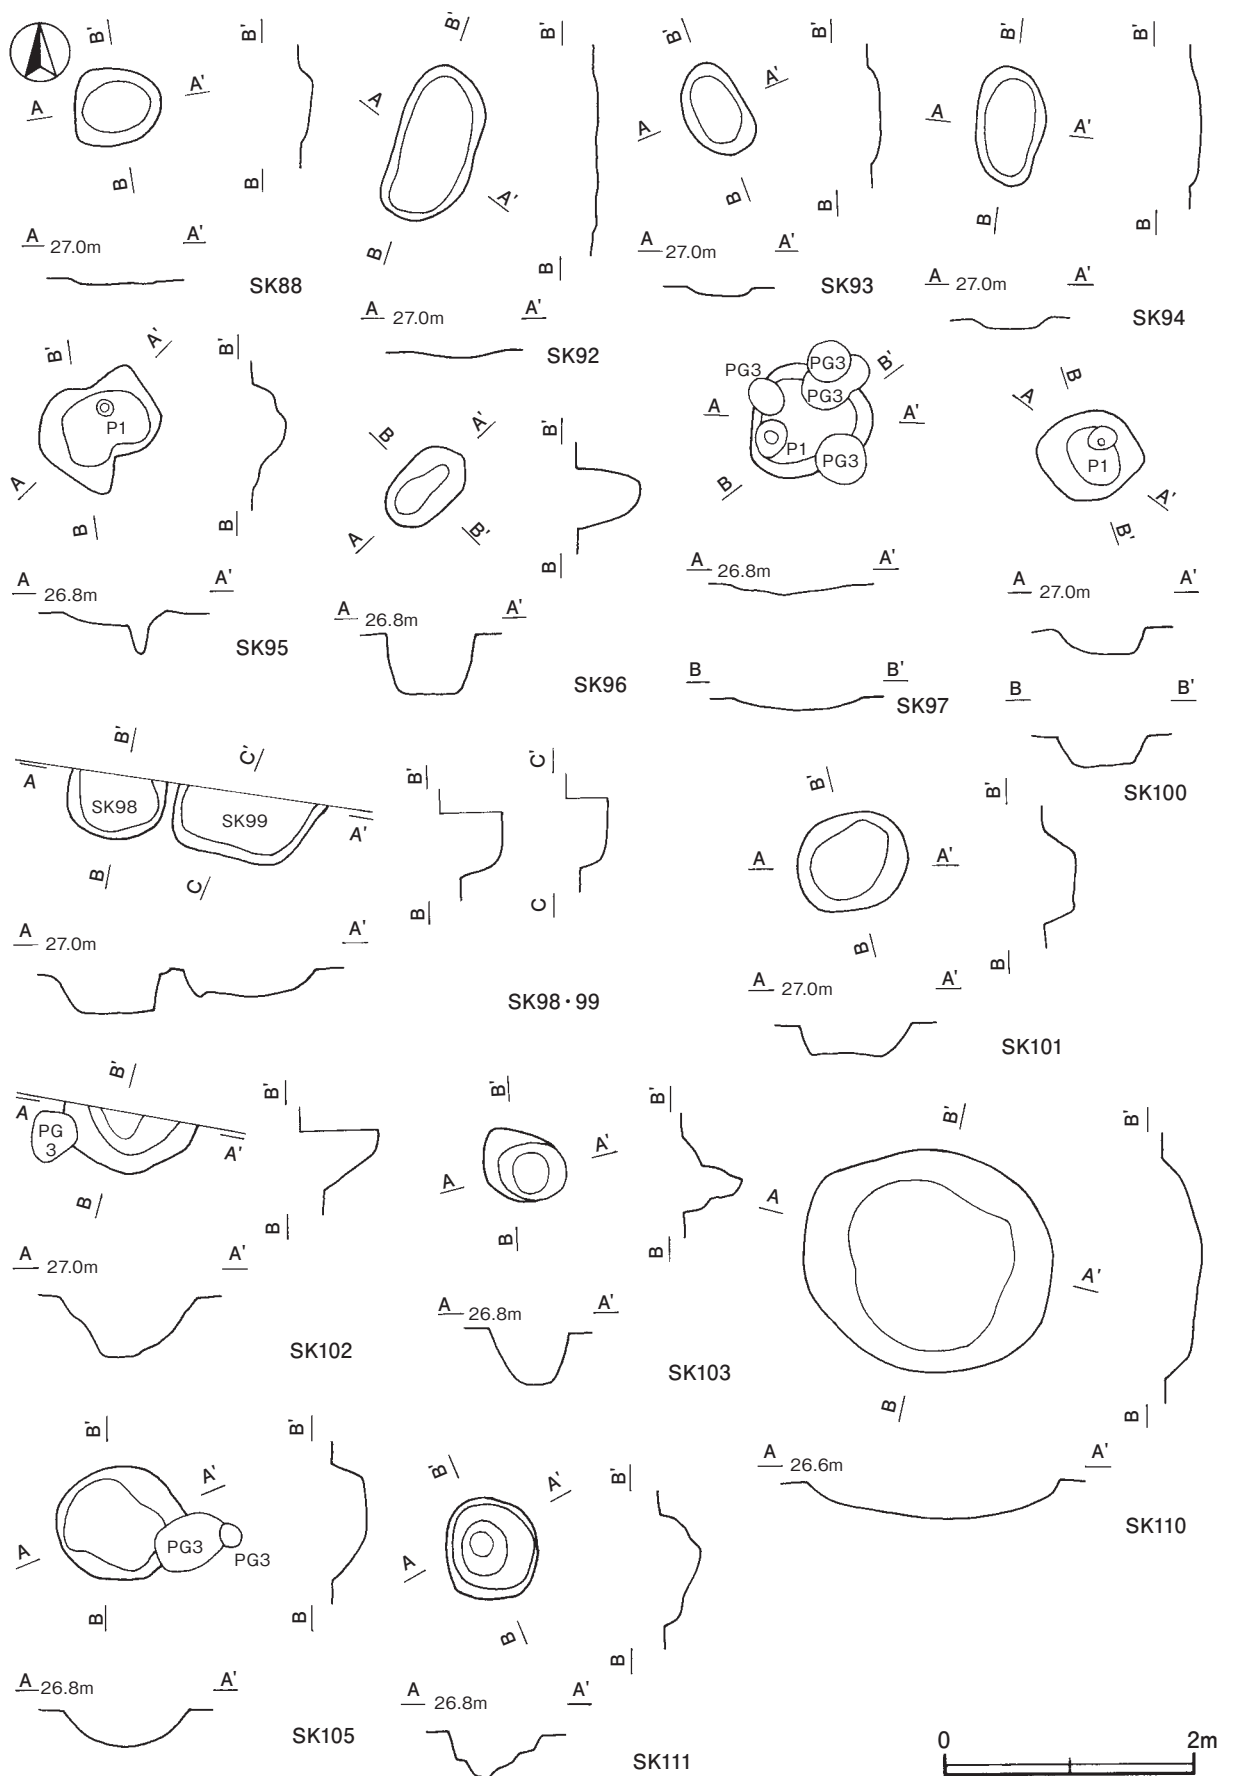 B'
A
A'
B
B'
B
A 27.0m A'
SK88
B'
A
A'
B
B'
B
A 27.0m A'
SK92
B'
A'
A
B
B'
B
A 27.0m A'
SK93
B'
A
A'
B
B'
B
A 27.0m A'
SK94
B'
A'
P1
A
B
B'
B
A 26.8m A'
SK95
B
A'
A
B'
B'
B
A 26.8m A'
SK96
PG3
PG3
PG3
B'
A
A'
P1
PG3
B
A 26.8m A'
B B'
SK97
B
A
P1
A'
B'
A 27.0m A'
B B'
SK100
B'
C'
A
SK98
SK99
A'
B
C
B'
B
C'
C
A 27.0m A'
SK98・99
B'
A
A'
B
B'
B
A 27.0m A'
SK101
B'
A
PG
3
A'
B
B'
B
A 27.0m A'
SK102
B'
A'
A
B
B'
B
A 26.8m A'
SK103
B'
A
A'
B
B'
B
A 26.6m A'
SK110
B'
A'
A
PG3
PG3
B
B'
B
A 26.8m A'
SK105
B'
A'
A
B
B'
B
A 26.8m A'
SK111
0 2m